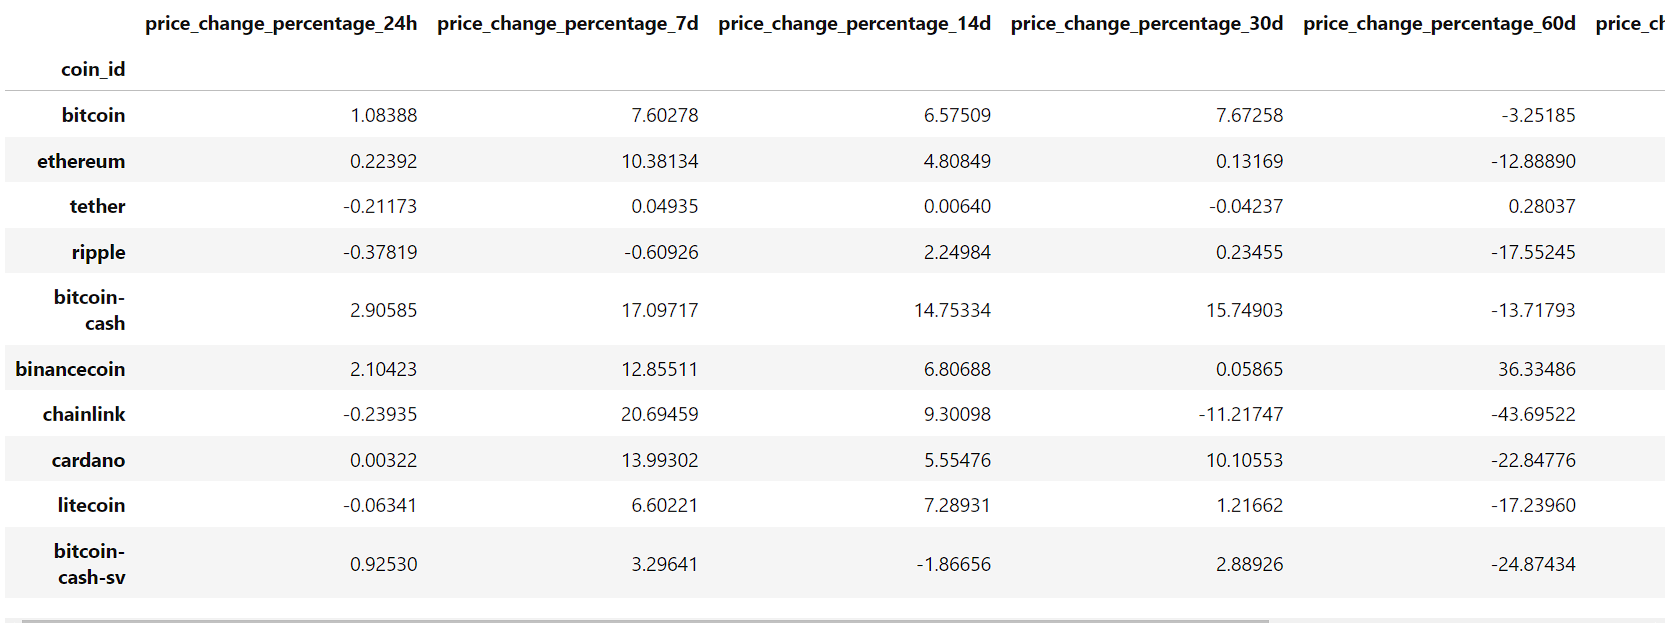 price_change_percentage_24h price_change_percentage_7d price_change_percentage_14d price_change_percentage_30d price_change_percentage_60d
coin_id
bitcoin 1.08388 7.60278 6.57509 7.67258 -3.25185
ethereum 0.22392 10.38134 4.80849 0.13169 -12.88890
tether -0.21173 0.04935 0.00640 -0.04237 0.28037
ripple -0.37819 -0.60926 2.24984 0.23455 -17.55245
bitcoin-
cash 2.90585 17.09717 14.75334 15.74903 -13.71793
binancecoin 2.10423 12.85511 6.80688 0.05865 36.33486
chainlink -0.23935 20.69459 9.30098 -11.21747 -43.69522
cardano 0.00322 13.99302 5.55476 10.10553 -22.84776
litecoin -0.06341 6.60221 7.28931 1.21662 -17.23960
bitcoin-
cash-sv 0.92530 3.29641 -1.86656 2.88926 -24.87434